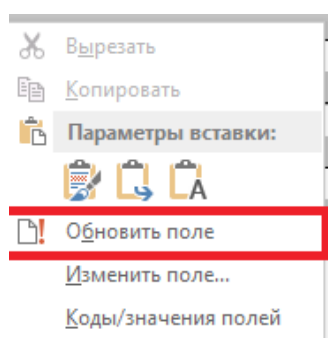 Вырезать
Копировать
Параметры вставки:
Обновить поле
Изменить поле...
Коды/значения полей